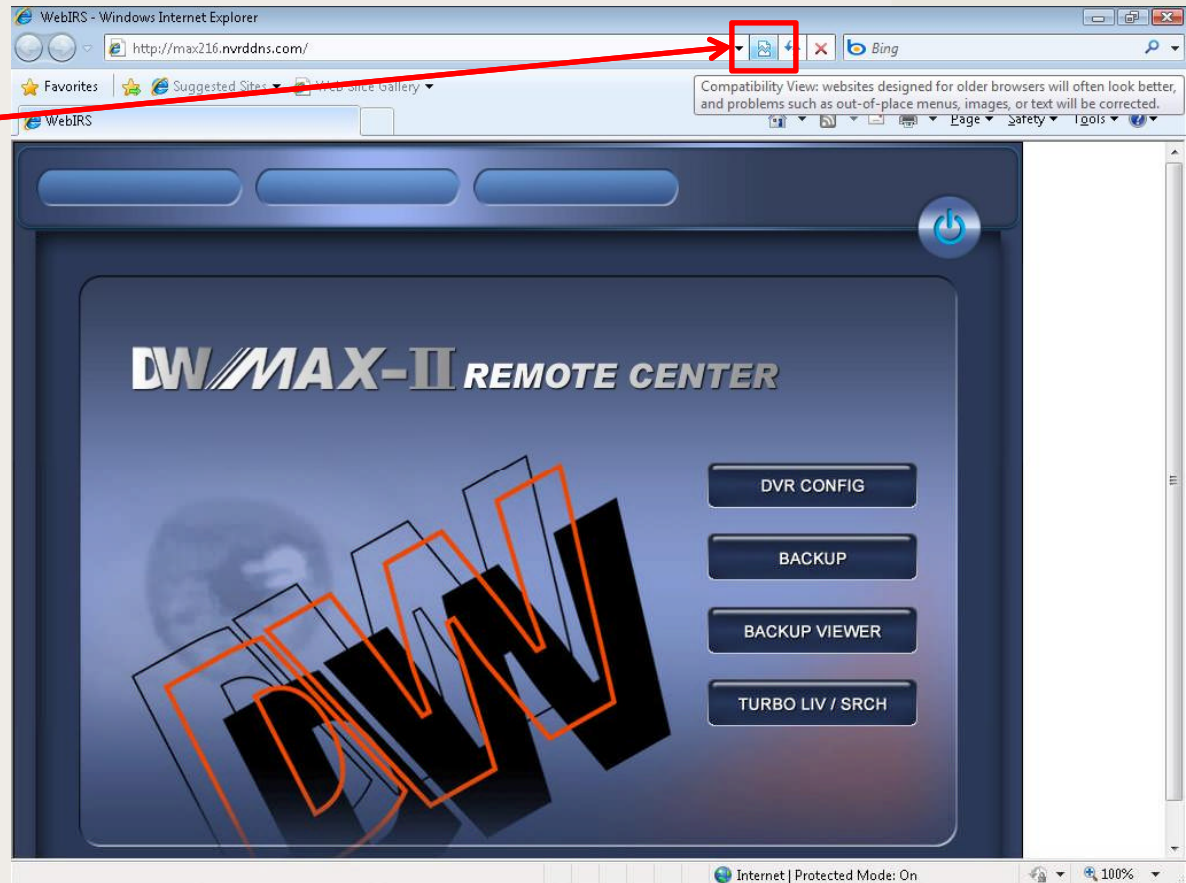 WebIRS - Windows Internet Explorer
http://max216.nvrddns.com/
Bing
Favorites
Suggested Sites
Web Slice Gallery
Compatibility View: websites designed for older browsers will often look better,
and problems such as out-of-place menus, images, or text will be corrected.
WebIRS
Page
Safety
Tools
DW MAX-II REMOTE CENTER
DVR CONFIG
BACKUP
BACKUP VIEWER
TURBO LIV / SRCH
DW
Internet | Protected Mode: On
100%